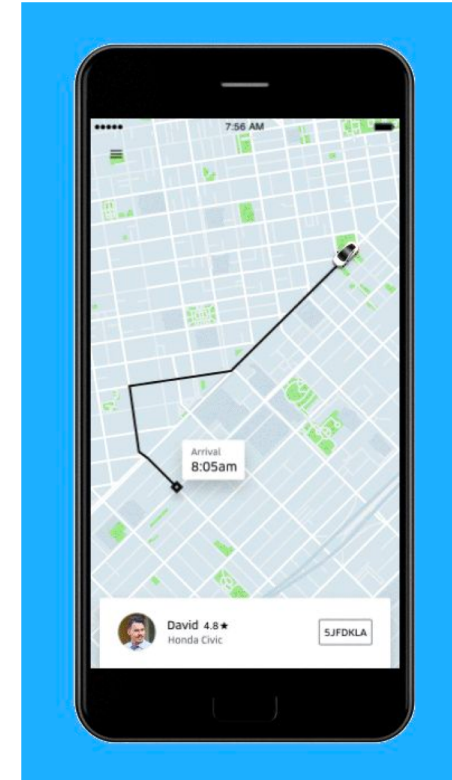 7:56 AM
Arrival
8:05am
David 4.8★
Honda Civic
5JFDKLA